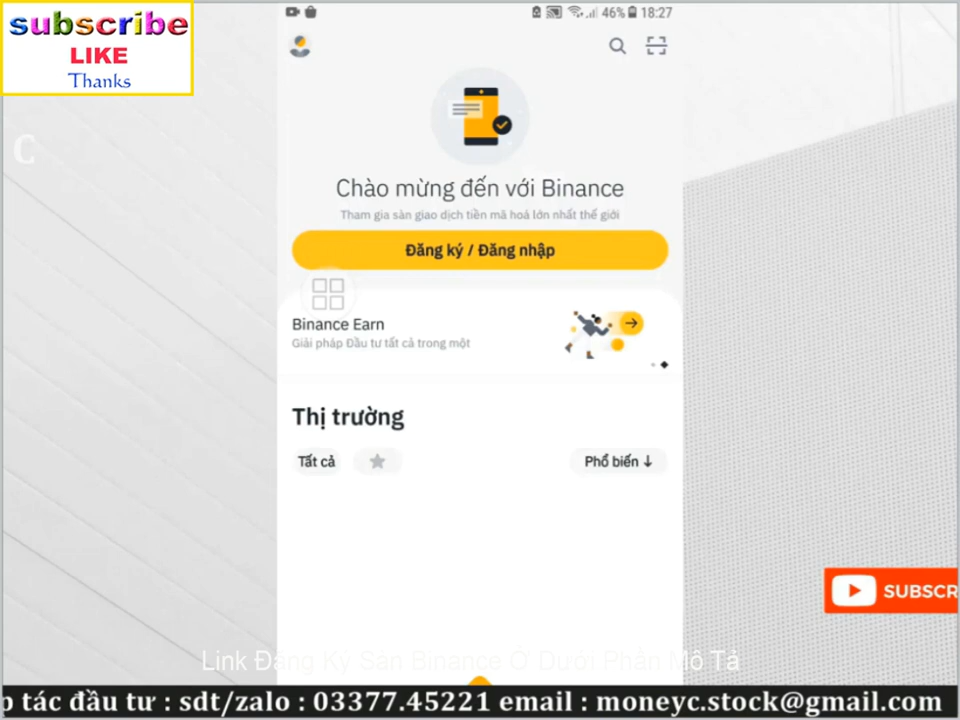 subscribe
LIKE
Thanks
C
46% 18:27
Chào mừng đến với Binance
Tham gia sàn giao dịch tiền mã hoá lớn nhất thế giới
Đăng ký / Đăng nhập
Binance Earn
Giải pháp Đầu tư tất cả trong một
Thị trường
Tất cả
Phổ biến ↓
SUBSCR
Link Đăng Ký Sàn Binance Ở Dưới Phần Mô Tả
p tác đầu tư : sdt/zalo : 03377.45221 email : moneyc.stock@gmail.com